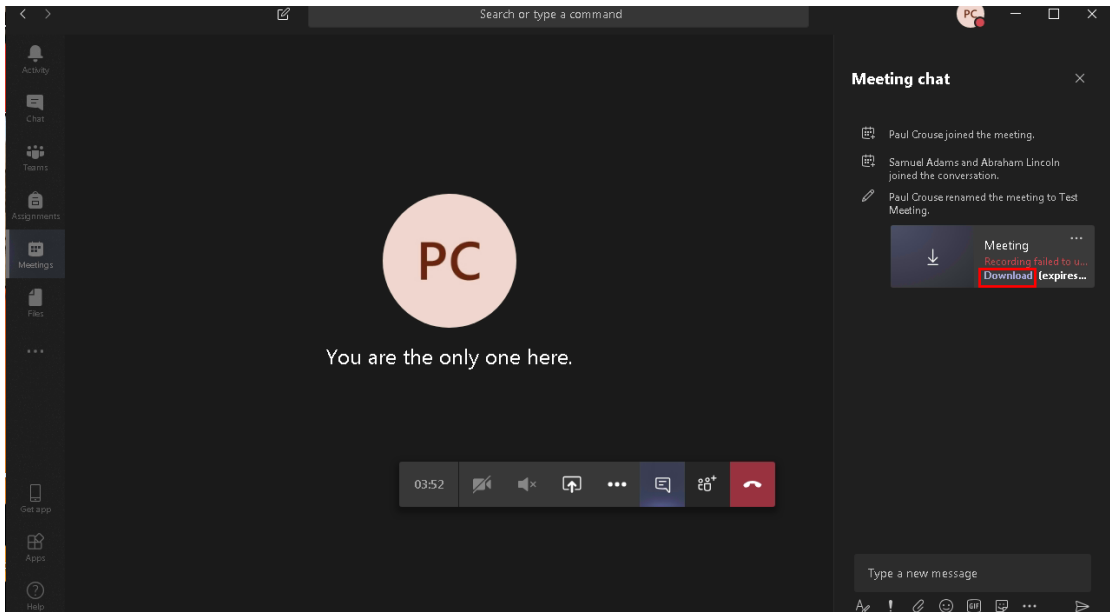 Search or type a command
PC
Activity
Chat
Teams
Assignments
Meetings
Files
Get app
Apps
Help
PC
You are the only one here.
03:52
Meeting chat
Paul Crouse joined the meeting.
Samuel Adams and Abraham Lincoln
joined the conversation.
Paul Crouse renamed the meeting to Test
Meeting.
Meeting
Recording failed to u...
Download (expires...
Type a new message
GIF